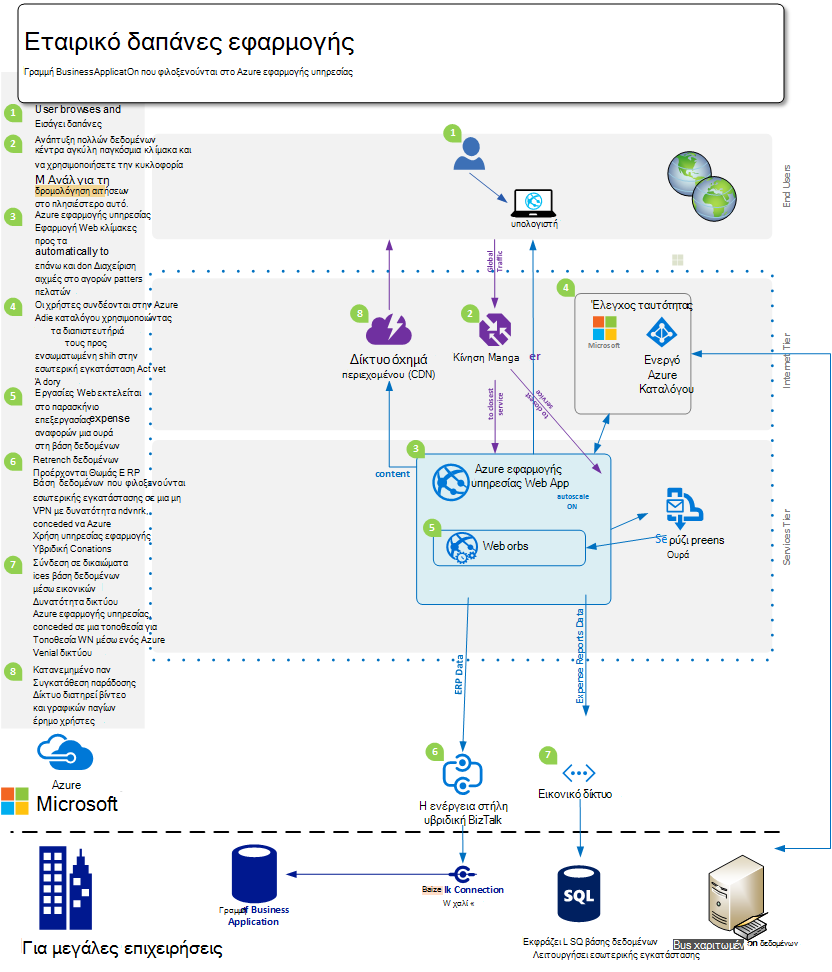 Εταιρικό δαπάνες εφαρμογής
Γραμμή BusinessApplicatOn που φιλοξενούνται στο Azure εφαρμογής υπηρεσίας
1
User browses and
Εισάγει δαπάνες
2
Ανάπτυξη πολλών δεδομένων
κέντρα αγκύλη παγκόσμια κλίμακα και
να χρησιμοποιήσετε την κυκλοφορία
Μ Ανάλ για τη
δρομολόγηση αιτήσεων
στο πλησιέστερο αυτό.
3
Azure εφαρμογής υπηρεσίας
Εφαρμογή Web κλίμακες
προς τα
automatically to
επάνω και don Διαχείριση
αιχμές στο αγορών patters
πελατών
4
Οι χρήστες συνδέονται στην Azure
Adie καταλόγου χρησιμοποιώντας
τα διαπιστευτήριά
τους προς
ενσωματωμένη shih στην
εσωτερική εγκατάσταση Act vet
Ά dory
5
Εργασίες Web εκτελείται
στο παρασκήνιο
επεξεργασίας expense
αναφορών μια ουρά
στη βάση δεδομένων
6
Retrench δεδομένων
Προέρχονται Θωμάς E RP
Βάση δεδομένων που φιλοξενούνται
εσωτερικής εγκατάστασης σε μια μη
VPN με δυνατότητα ndvnrk.
conceded να Azure
Χρήση υπηρεσίας εφαρμογής
Υβριδική Conations
7
Σύνδεση σε δικαιώματα
ices βάση δεδομένων
μέσω εικονικών
Δυνατότητα δικτύου
Azure εφαρμογής υπηρεσίας,
conceded σε μια τοποθεσία για
Τοποθεσία WN μέσω ενός Azure
Venial δικτύου
8
Κατανεμημένο παν
Συγκατάθεση παράδοσης
Δίκτυο διατηρεί βίντεο
και γραφικών παγίων
έρημο χρήστες
Azure
Microsoft
1
υπολογιστή
End Users
Global
Traffic
8
Δίκτυο όχημά
περιεχομένου (CDN)
2
Κίνηση Manga er
4
Έλεγχος ταυτότητας
Microsoft
Ενεργό
Azure
Καταλόγου
Internet Tier
to closest
service
to closest
service
content
3
Azure εφαρμογής
υπηρεσίας Web App
autoscale
ON
5
Web orbs
Sē ρύζι preens
Ουρά
Services Tier
ERP Data
Expense Reports Data
6
Η ενέργεια στήλη
υβριδική BizTalk
7
Εικονικό δίκτυο
Baize lk Connection
W χαλί «
Γραμμή of Business
Application
SQL
Εκφράζει L SQ βάσης δεδομένων
Λειτουργήσει εσωτερικής εγκατάστασης
Bus χαριτωμέν on δεδομένων
Για μεγάλες επιχειρήσεις